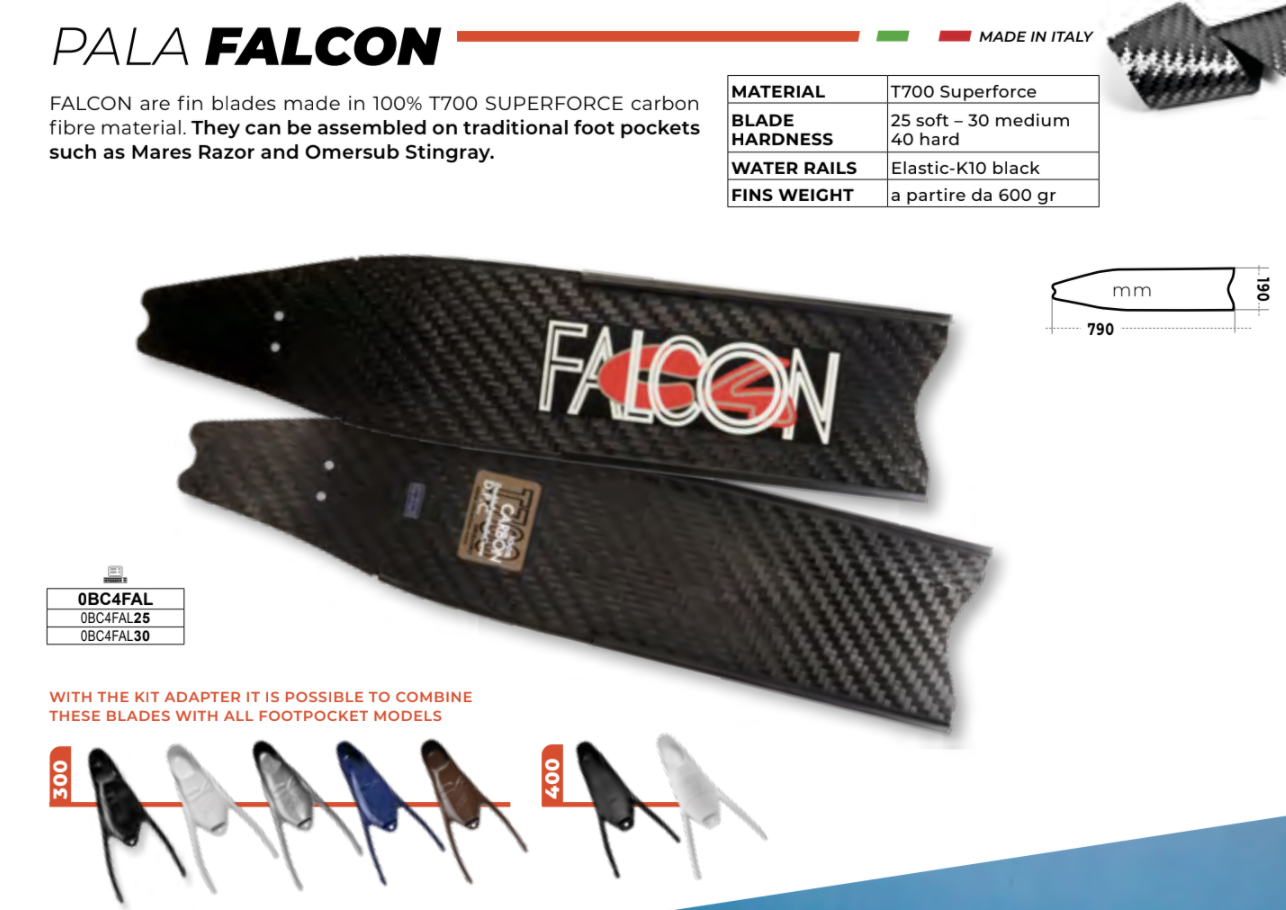 PALA FALCON
MADE IN ITALY
FALCON are fin blades made in 100% T700 SUPERFORCE carbon
fibre material. They can be assembled on traditional foot pockets
such as Mares Razor and Omersub Stingray.
MATERIAL T700 Superforce
BLADE HARDNESS 25 soft – 30 medium
40 hard
WATER RAILS Elastic-K10 black
FINS WEIGHT a partire da 600 gr
mm
190
790
FALCON
C4
CARBON
0BC4FAL
0BC4FAL25
0BC4FAL30
WITH THE KIT ADAPTER IT IS POSSIBLE TO COMBINE
THESE BLADES WITH ALL FOOTPOCKET MODELS
300
400